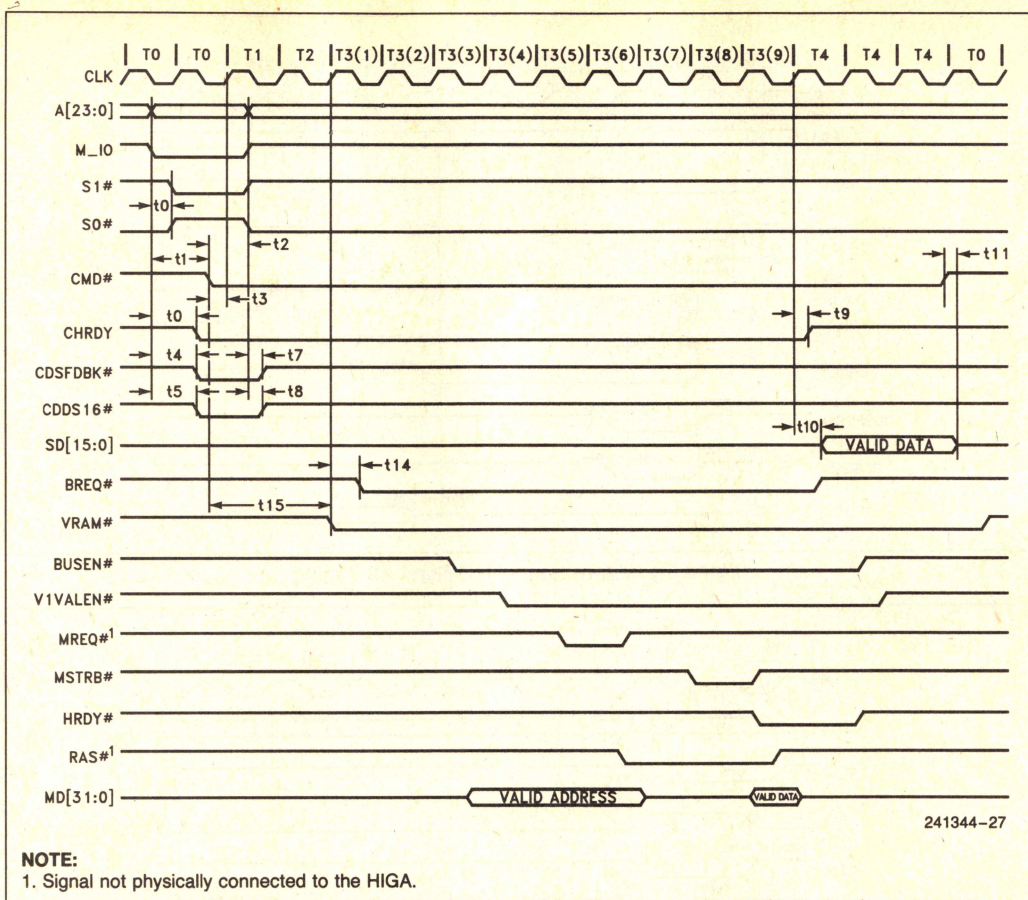 T0 T0 T1 T2 T3(1) T3(2) T3(3) T3(4) T3(5) T3(6) T3(7) T3(8) T3(9) T4 T4 T4 T0
CLK
A[23:0]
M_IO
S1#
t0
S0#
t2
t1
CMD#
t11
t3
t0
t9
CHRDY
t4
t7
CDSFDBK#
t5
t8
CDDS16#
t10
SD[15:0]
VALID DATA
t14
BREQ#
t15
VRAM#
BUSEN#
V1VALEN#
MREQ#1
MSTRB#
HRDY#
RAS#1
MD[31:0]
VALID ADDRESS
VALID DATA
241344-27
NOTE:
1. Signal not physically connected to the HIGA.